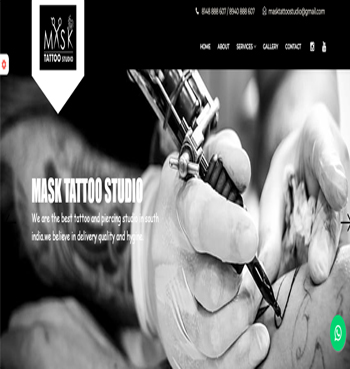 8148 888 607 / 8940 888 607 masktattoostudio@gmail.com
MASK
TATTOO STUDIO
HOME ABOUT SERVICES GALLERY CONTACT
MASK TATTOO STUDIO
We are the best tattoo and piercing studio in south
india.we believe in delivery quality and